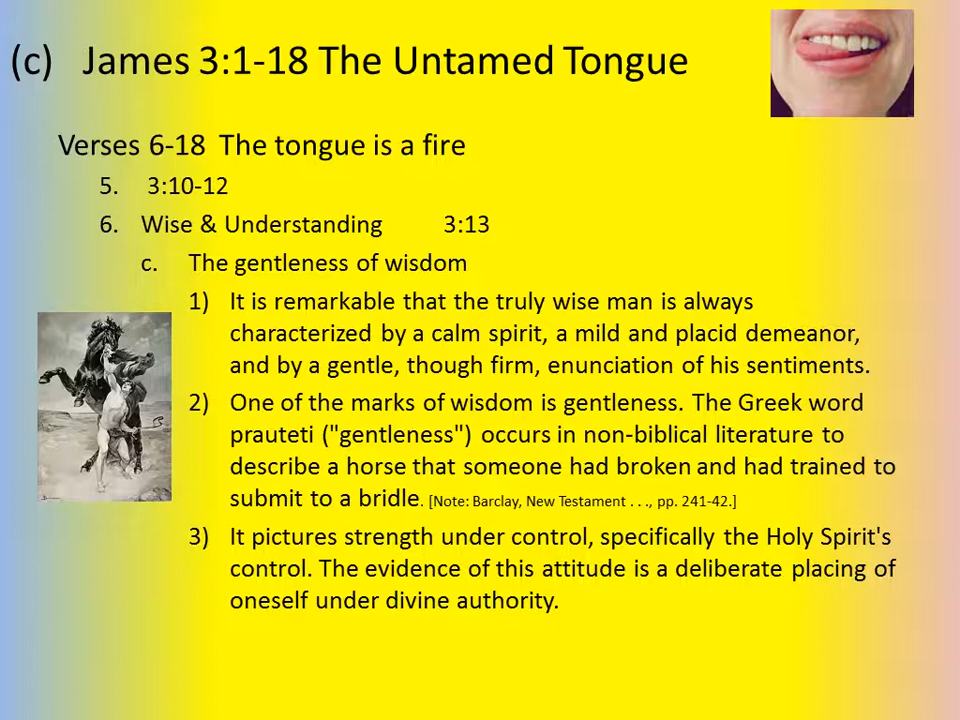 (c) James 3:1-18 The Untamed Tongue
Verses 6-18 The tongue is a fire
5. 3:10-12
6. Wise & Understanding 3:13
c. The gentleness of wisdom
1) It is remarkable that the truly wise man is always
characterized by a calm spirit, a mild and placid demeanor,
and by a gentle, though firm, enunciation of his sentiments.
2) One of the marks of wisdom is gentleness. The Greek word
prauteti ("gentleness") occurs in non-biblical literature to
describe a horse that someone had broken and had trained to
submit to a bridle. [Note: Barclay, New Testament . . ., pp. 241-42.]
3) It pictures strength under control, specifically the Holy Spirit's
control. The evidence of this attitude is a deliberate placing of
oneself under divine authority.